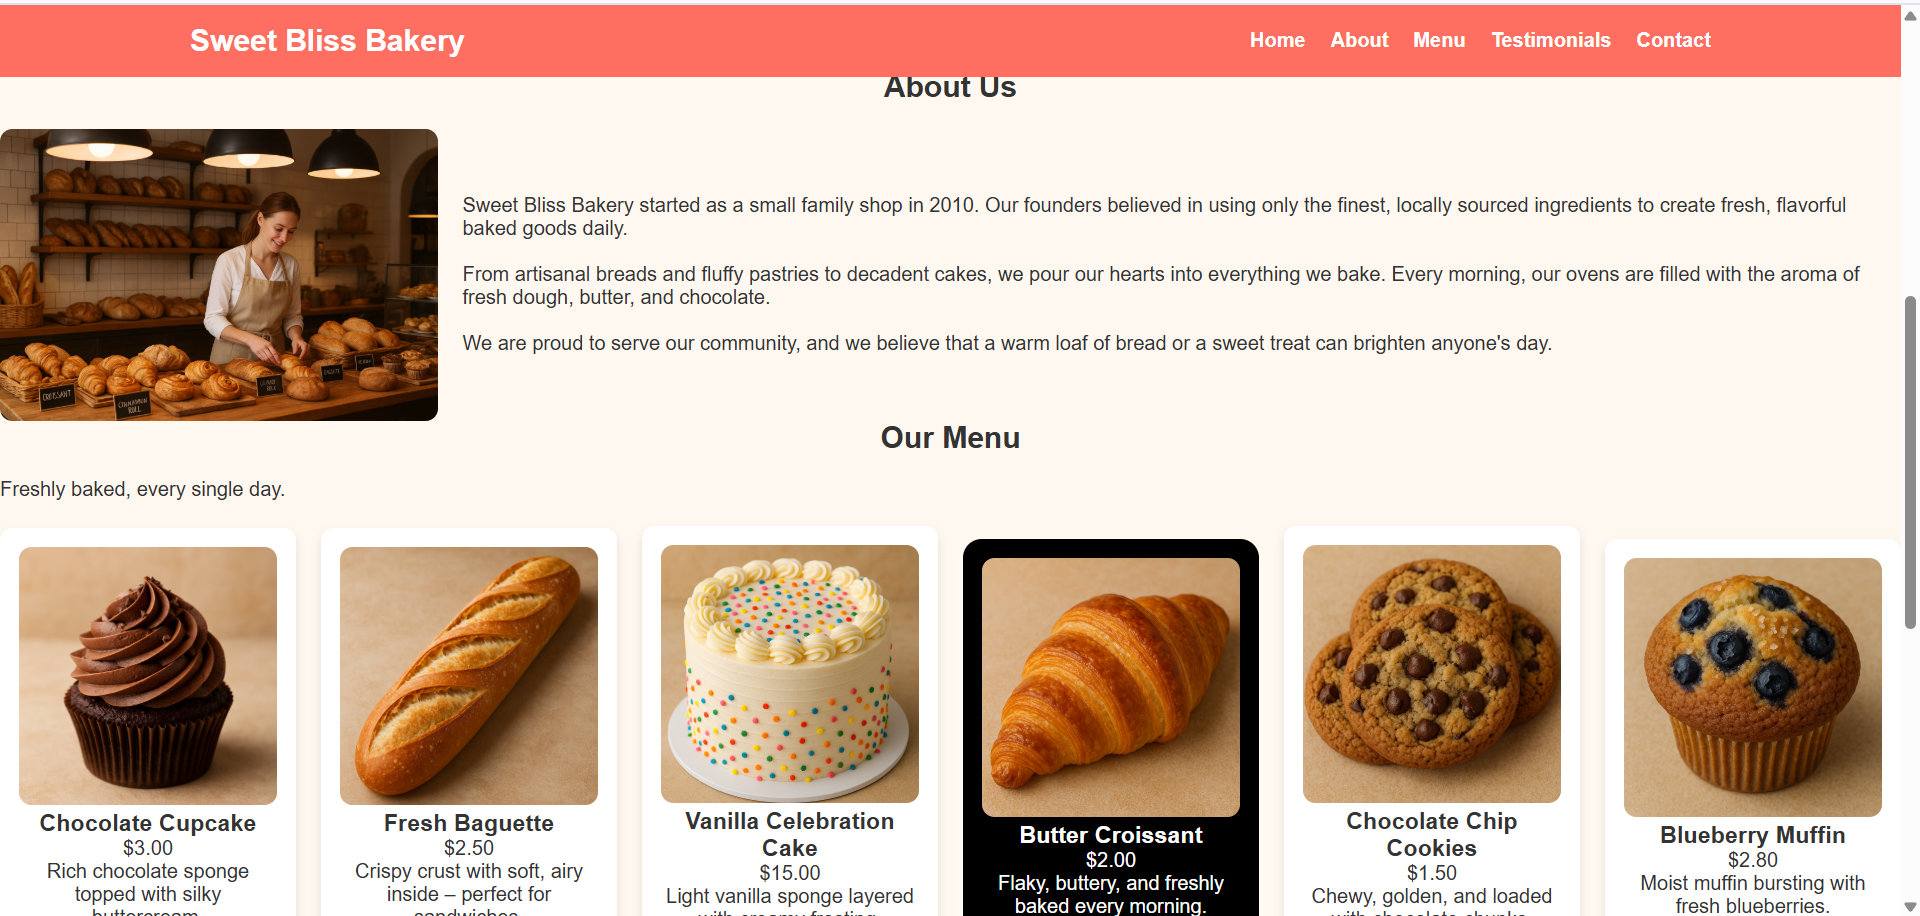 Sweet Bliss Bakery
Home About Menu Testimonials Contact
About Us
Sweet Bliss Bakery started as a small family shop in 2010. Our founders believed in using only the finest, locally sourced ingredients to create fresh, flavorful
baked goods daily.
From artisanal breads and fluffy pastries to decadent cakes, we pour our hearts into everything we bake. Every morning, our ovens are filled with the aroma of
fresh dough, butter, and chocolate.
We are proud to serve our community, and we believe that a warm loaf of bread or a sweet treat can brighten anyone's day.
CROISSANT
CINNAMON
ROLL
Our Menu
Freshly baked, every single day.
Chocolate Cupcake
$3.00
Rich chocolate sponge
topped with silky
buttercream.
Fresh Baguette
$2.50
Crispy crust with soft, airy
inside – perfect for
sandwiches.
Vanilla Celebration
Cake
$15.00
Light vanilla sponge layered
with creamy frosting.
Butter Croissant
$2.00
Flaky, buttery, and freshly
baked every morning.
Chocolate Chip
Cookies
$1.50
Chewy, golden, and loaded
with chocolate chunks.
Blueberry Muffin
$2.80
Moist muffin bursting with
fresh blueberries.